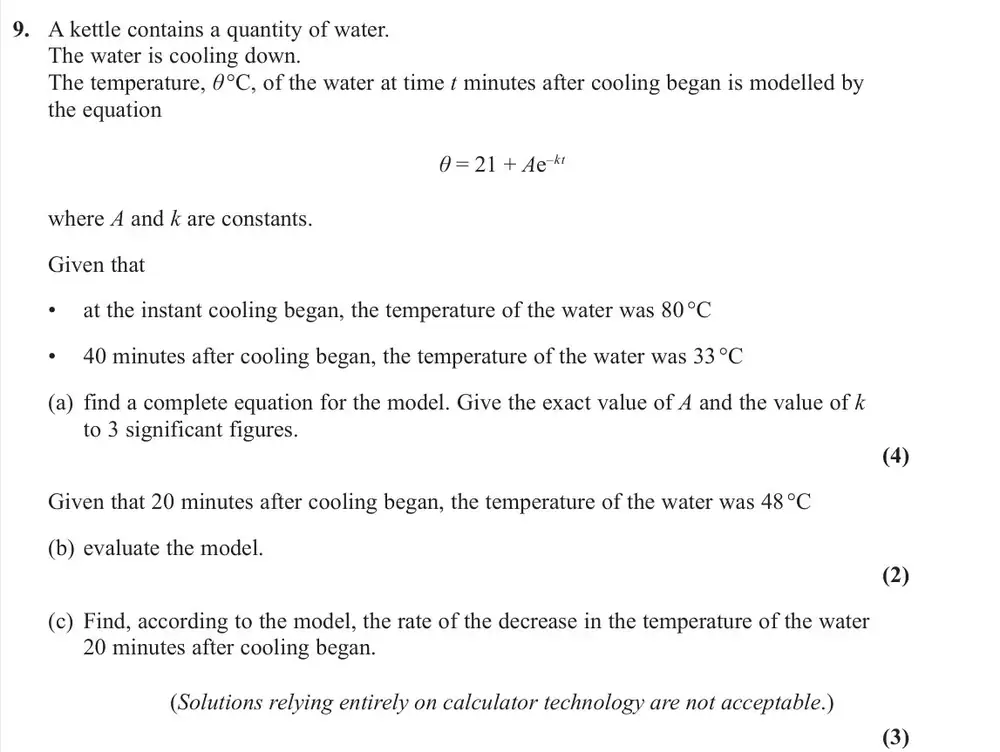 9. A kettle contains a quantity of water.
The water is cooling down.
The temperature, θ°C, of the water at time t minutes after cooling began is modelled by
the equation
θ = 21 + Ae⁻ᵏᵗ
where A and k are constants.
Given that
• at the instant cooling began, the temperature of the water was 80 °C
• 40 minutes after cooling began, the temperature of the water was 33 °C
(a) find a complete equation for the model. Give the exact value of A and the value of k
to 3 significant figures.
(4)
Given that 20 minutes after cooling began, the temperature of the water was 48 °C
(b) evaluate the model.
(2)
(c) Find, according to the model, the rate of the decrease in the temperature of the water
20 minutes after cooling began.
(Solutions relying entirely on calculator technology are not acceptable.)
(3)